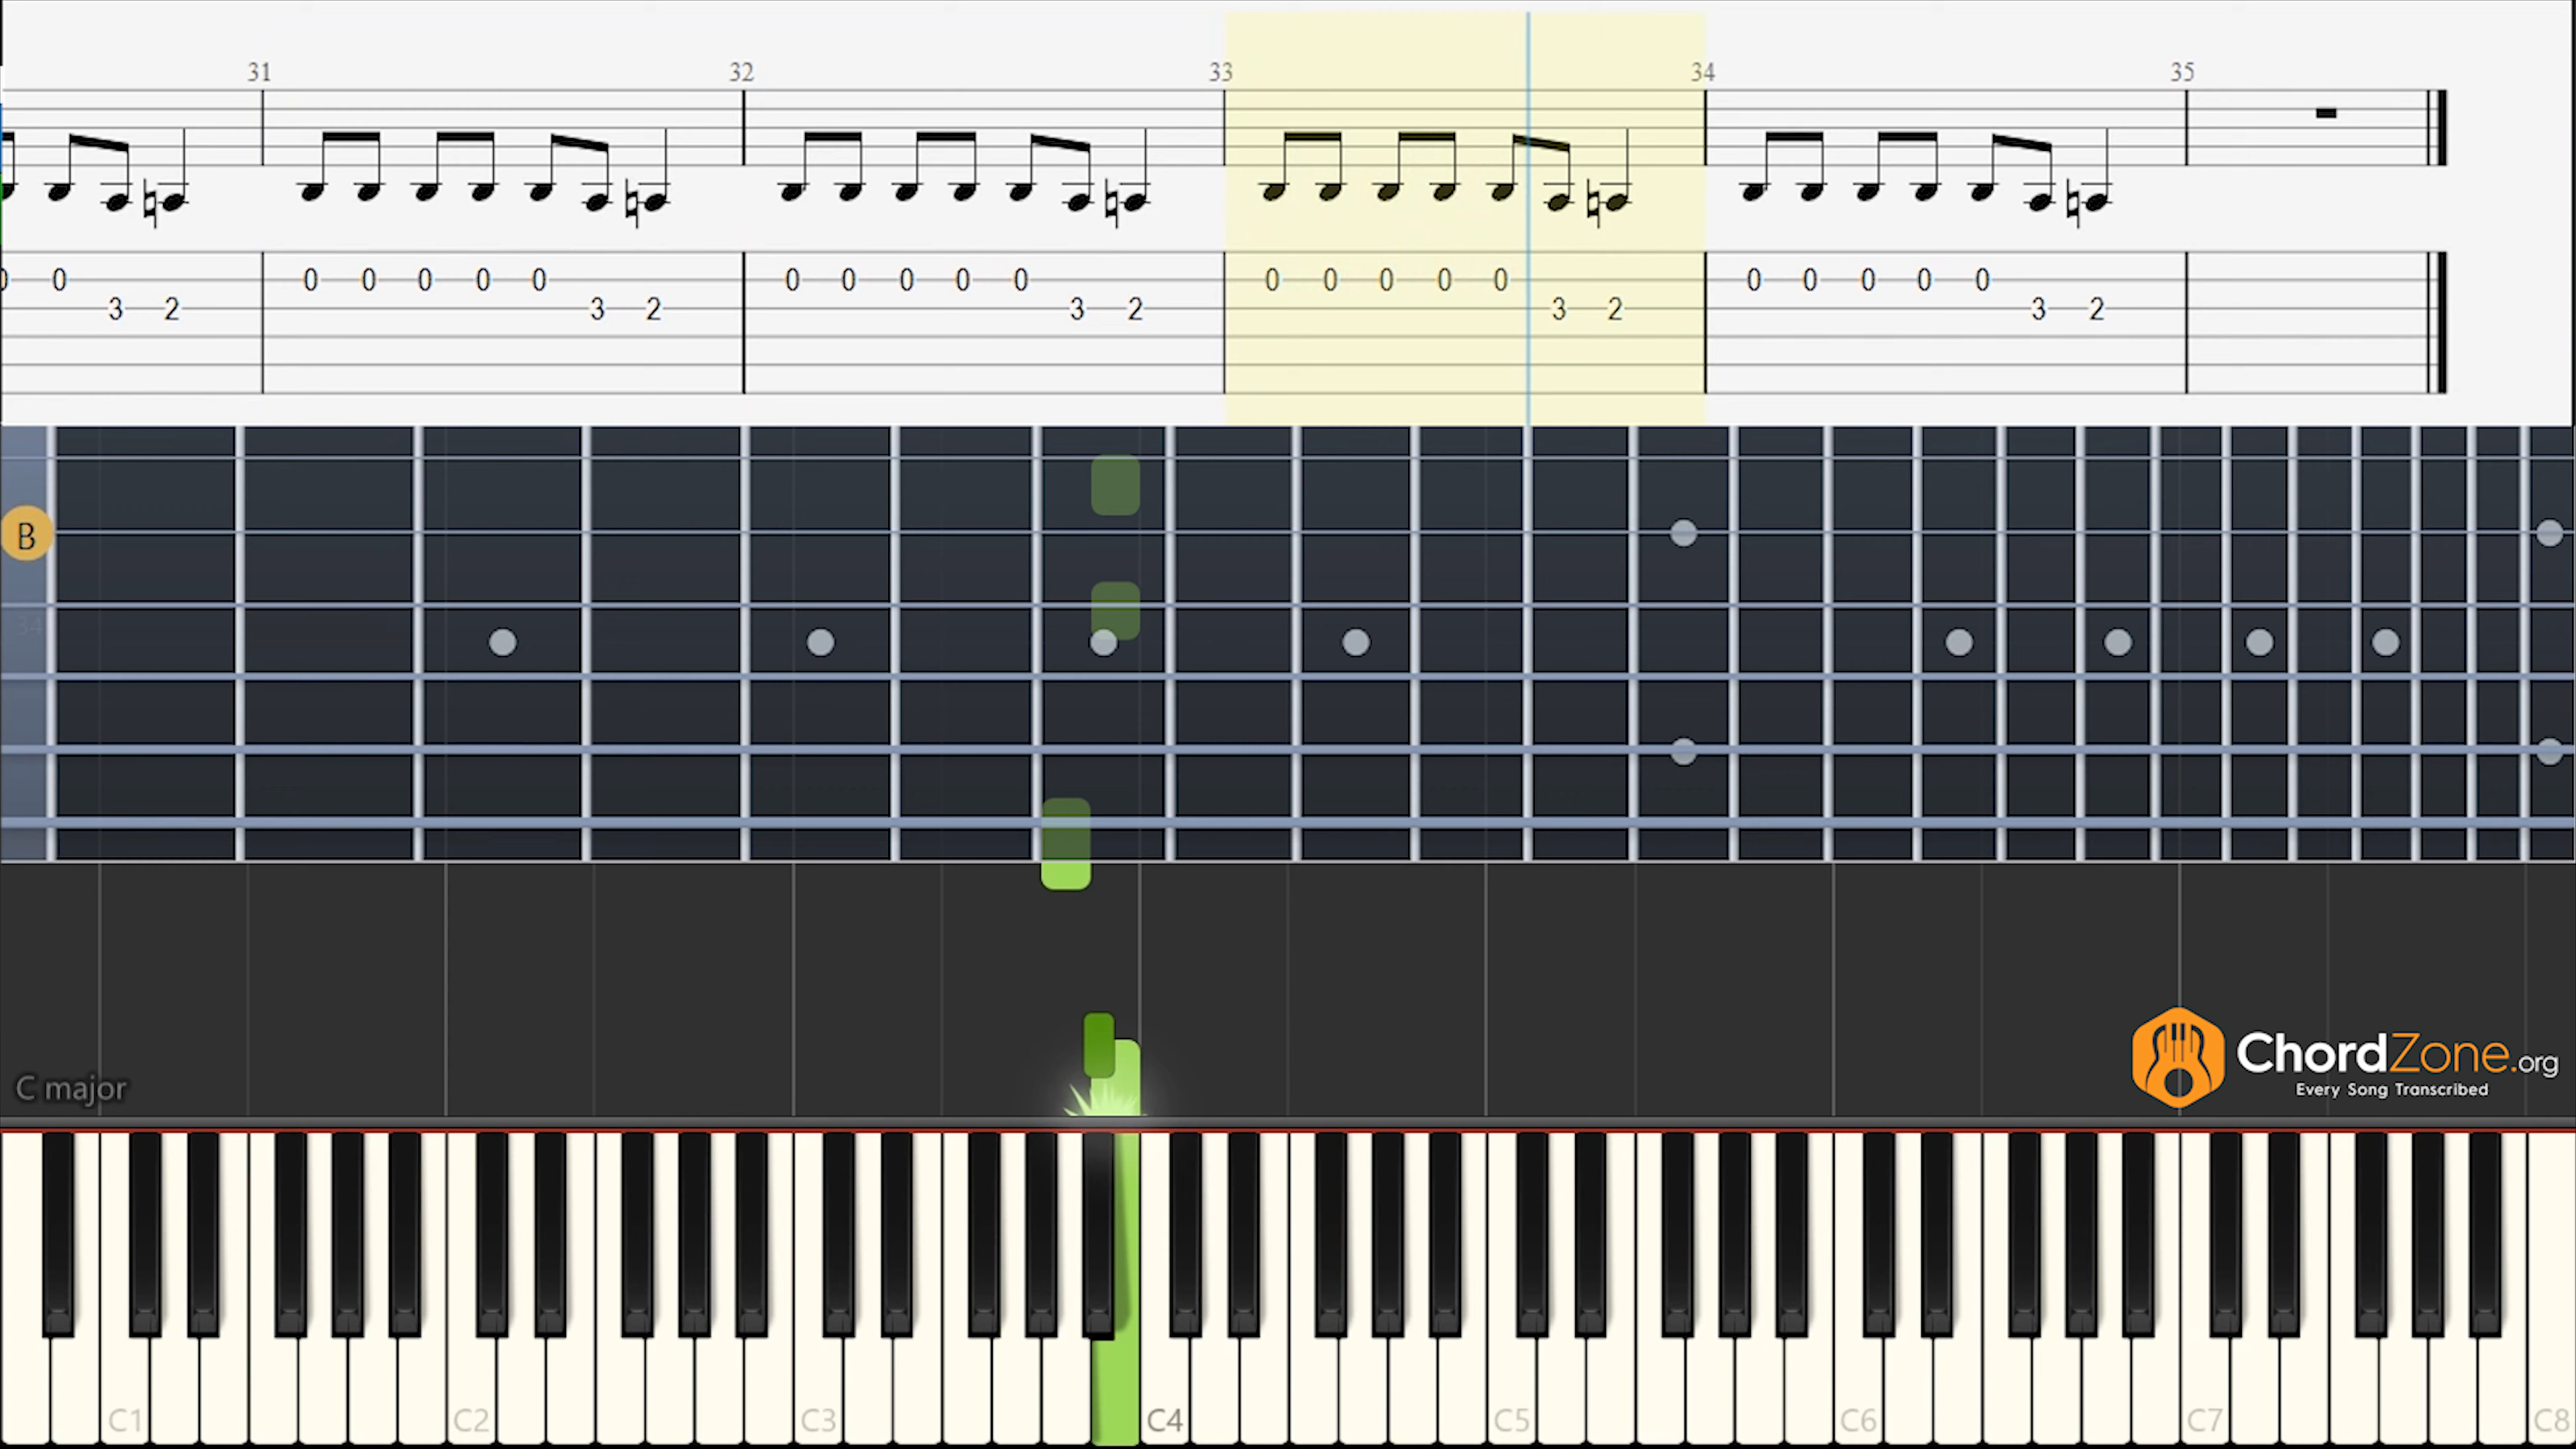 31 32 33 34 35
0 0 0 0 0 0 0 0 0 0 0 0 0 0 0 0 0 0 0 0 0
3 2 3 2 3 2 3 2 3 2
B
34
C major
ChordZone.org
Every Song Transcribed
C1 C2 C3 C4 C5 C6 C7 C8